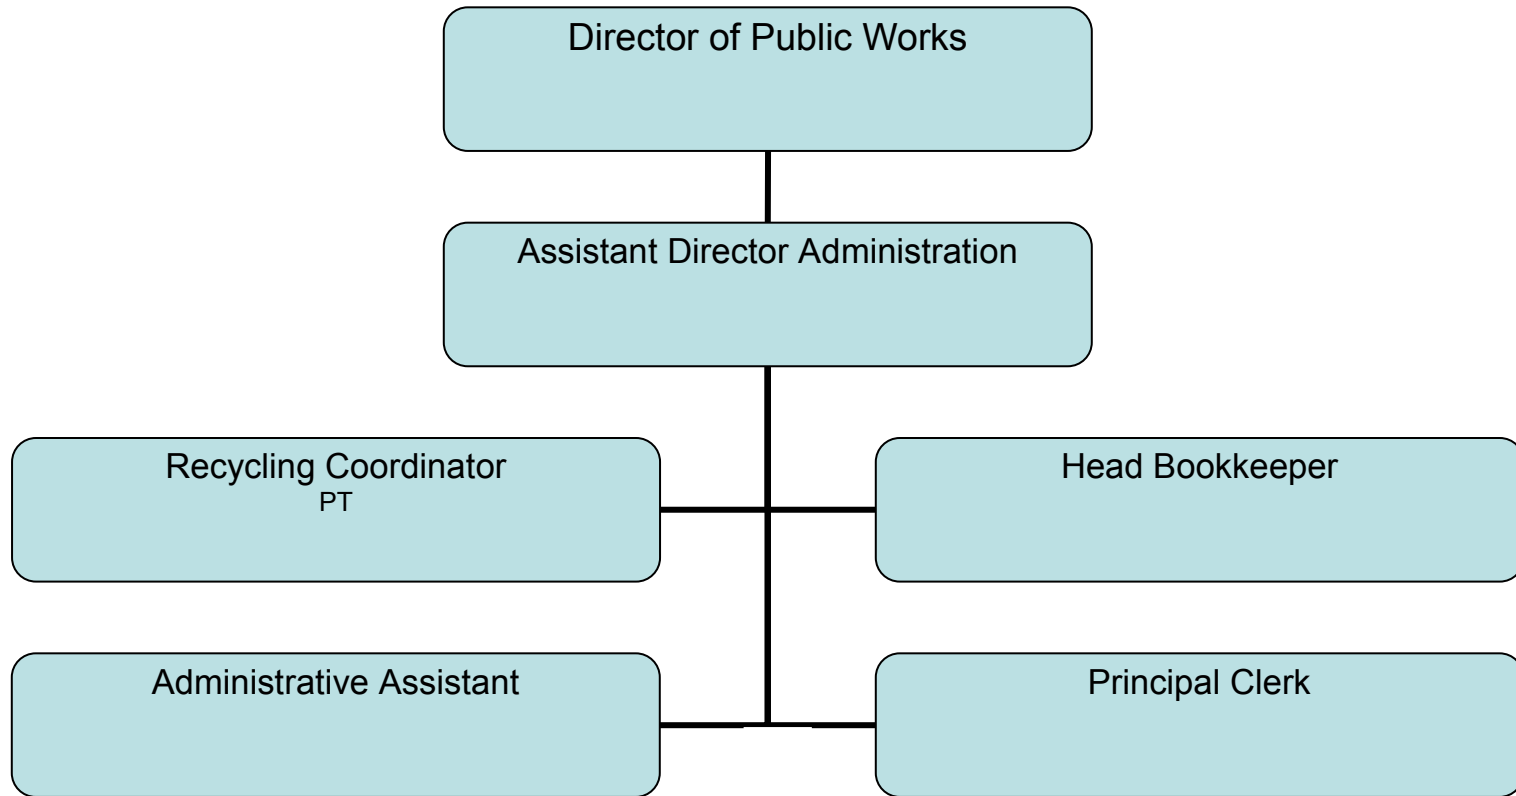 Director of Public Works
Assistant Director Administration
Recycling Coordinator
PT
Head Bookkeeper
Administrative Assistant
Principal Clerk